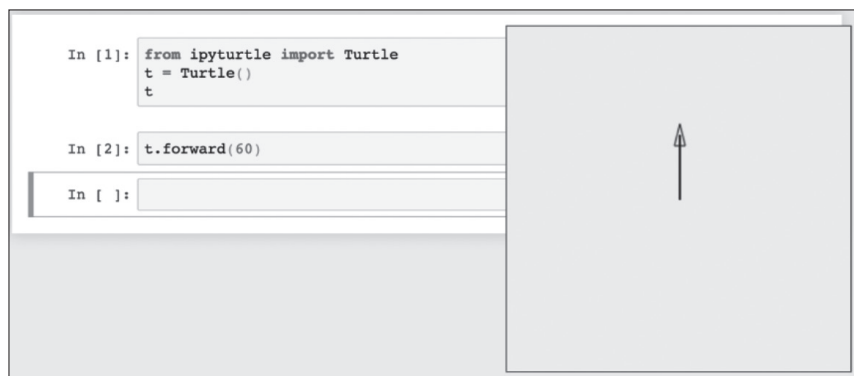 In [1]: from ipyturtle import Turtle
t = Turtle()
t
In [2]: t.forward(60)
In [ ]: